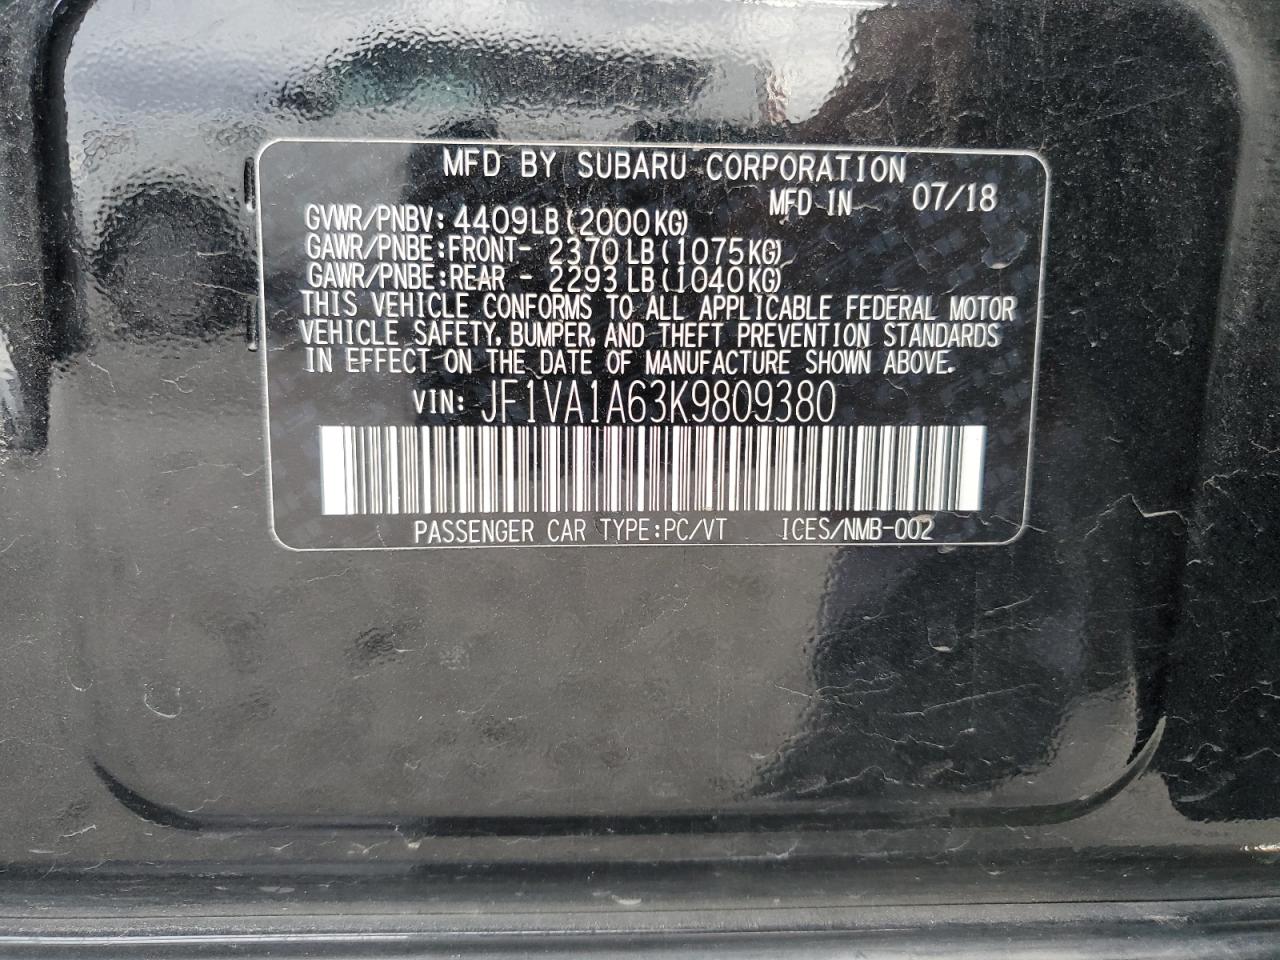 MFD BY SUBARU CORPORATION
MFD IN 07/18
GVWR/PNBV: 4409LB(2000KG)
GAWR/PNBE:FRONT- 2370LB(1075KG)
GAWR/PNBE:REAR - 2293LB(1040KG)
THIS VEHICLE CONFORMS TO ALL APPLICABLE FEDERAL MOTOR
VEHICLE SAFETY, BUMPER, AND THEFT PREVENTION STANDARDS
IN EFFECT ON THE DATE OF MANUFACTURE SHOWN ABOVE.
VIN: JF1VA1A63K9809380
PASSENGER CAR TYPE:PC/VT ICES/NMB-002